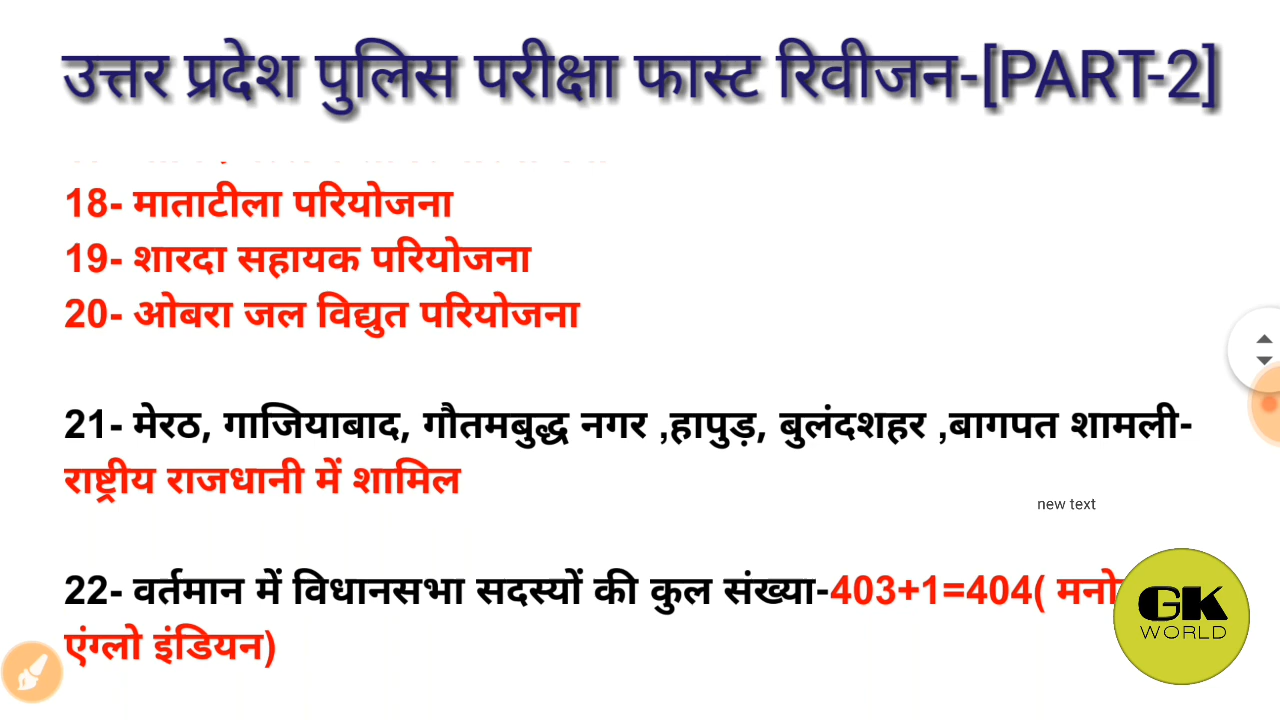 उत्तर प्रदेश पुलिस परीक्षा फास्ट रिवीजन-[PART-2]
18- माताटीला परियोजना
19- शारदा सहायक परियोजना
20- ओबरा जल विद्युत परियोजना
21- मेरठ, गाजियाबाद, गौतमबुद्ध नगर ,हापुड़, बुलंदशहर ,बागपत शामली-
राष्ट्रीय राजधानी में शामिल
new text
22- वर्तमान में विधानसभा सदस्यों की कुल संख्या-403+1=404(
एंग्लो इंडियन)
GK
WORLD